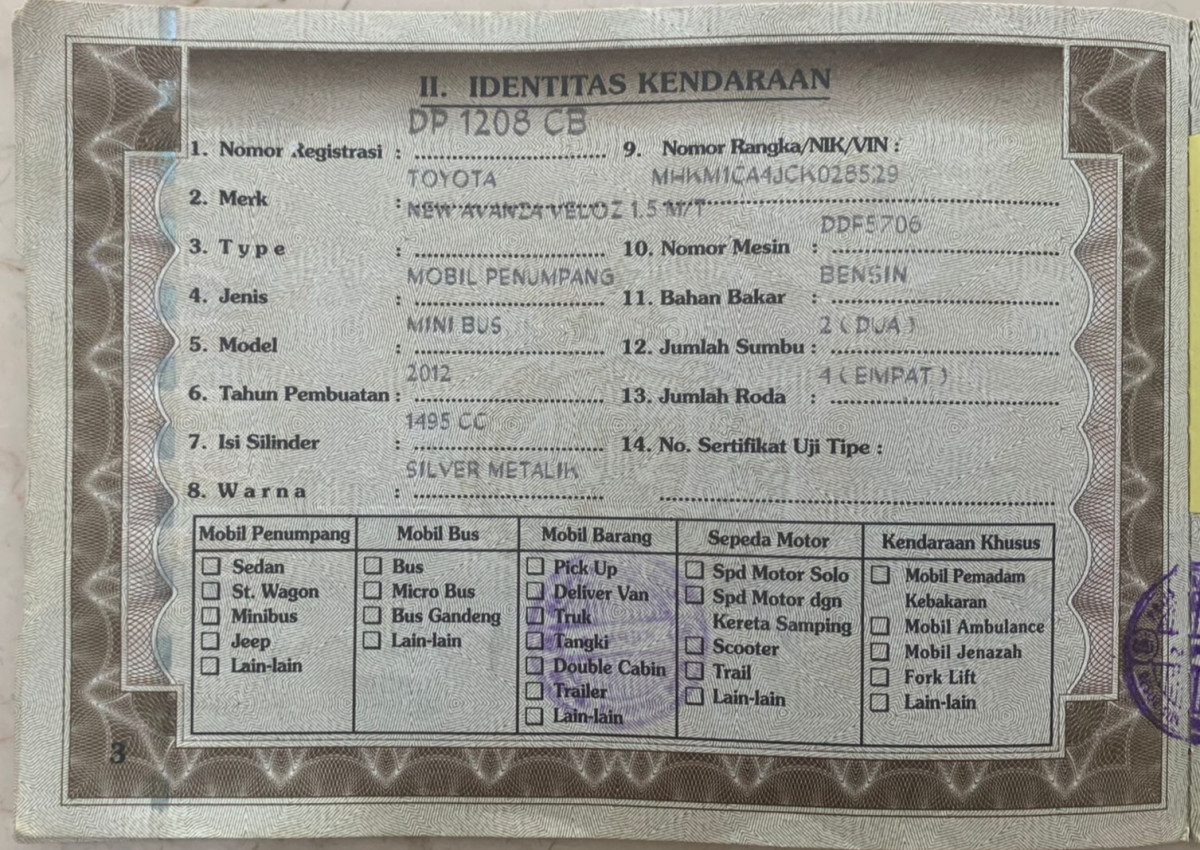 II. IDENTITAS KENDARAAN
DP 1208 CB
1. Nomor Registrasi :
TOYOTA
2. Merk :
NEW AVANZA VELOZ 1.5 M/T
3. Type :
MOBIL PENUMPANG
4. Jenis :
MINI BUS
5. Model :
2012
6. Tahun Pembuatan :
1495 CC
7. Isi Silinder :
SILVER METALIK
8. Warna :
9. Nomor Rangka/NIK/VIN :
MHKM1CA4JCK028529
10. Nomor Mesin :
DDF5706
11. Bahan Bakar :
BENSIN
12. Jumlah Sumbu :
2 ( DUA )
13. Jumlah Roda :
4 ( EMPAT )
14. No. Sertifikat Uji Tipe :
Mobil Penumpang
Sedan
St. Wagon
Minibus
Jeep
Lain-lain
Mobil Bus
Bus
Micro Bus
Bus Gandeng
Lain-lain
Mobil Barang
Pick Up
Deliver Van
Truk
Tangki
Double Cabin
Trailer
Lain-lain
Sepeda Motor
Spd Motor Solo
Spd Motor dgn
Kereta Samping
Scooter
Trail
Lain-lain
Kendaraan Khusus
Mobil Pemadam
Kebakaran
Mobil Ambulance
Mobil Jenazah
Fork Lift
Lain-lain
3